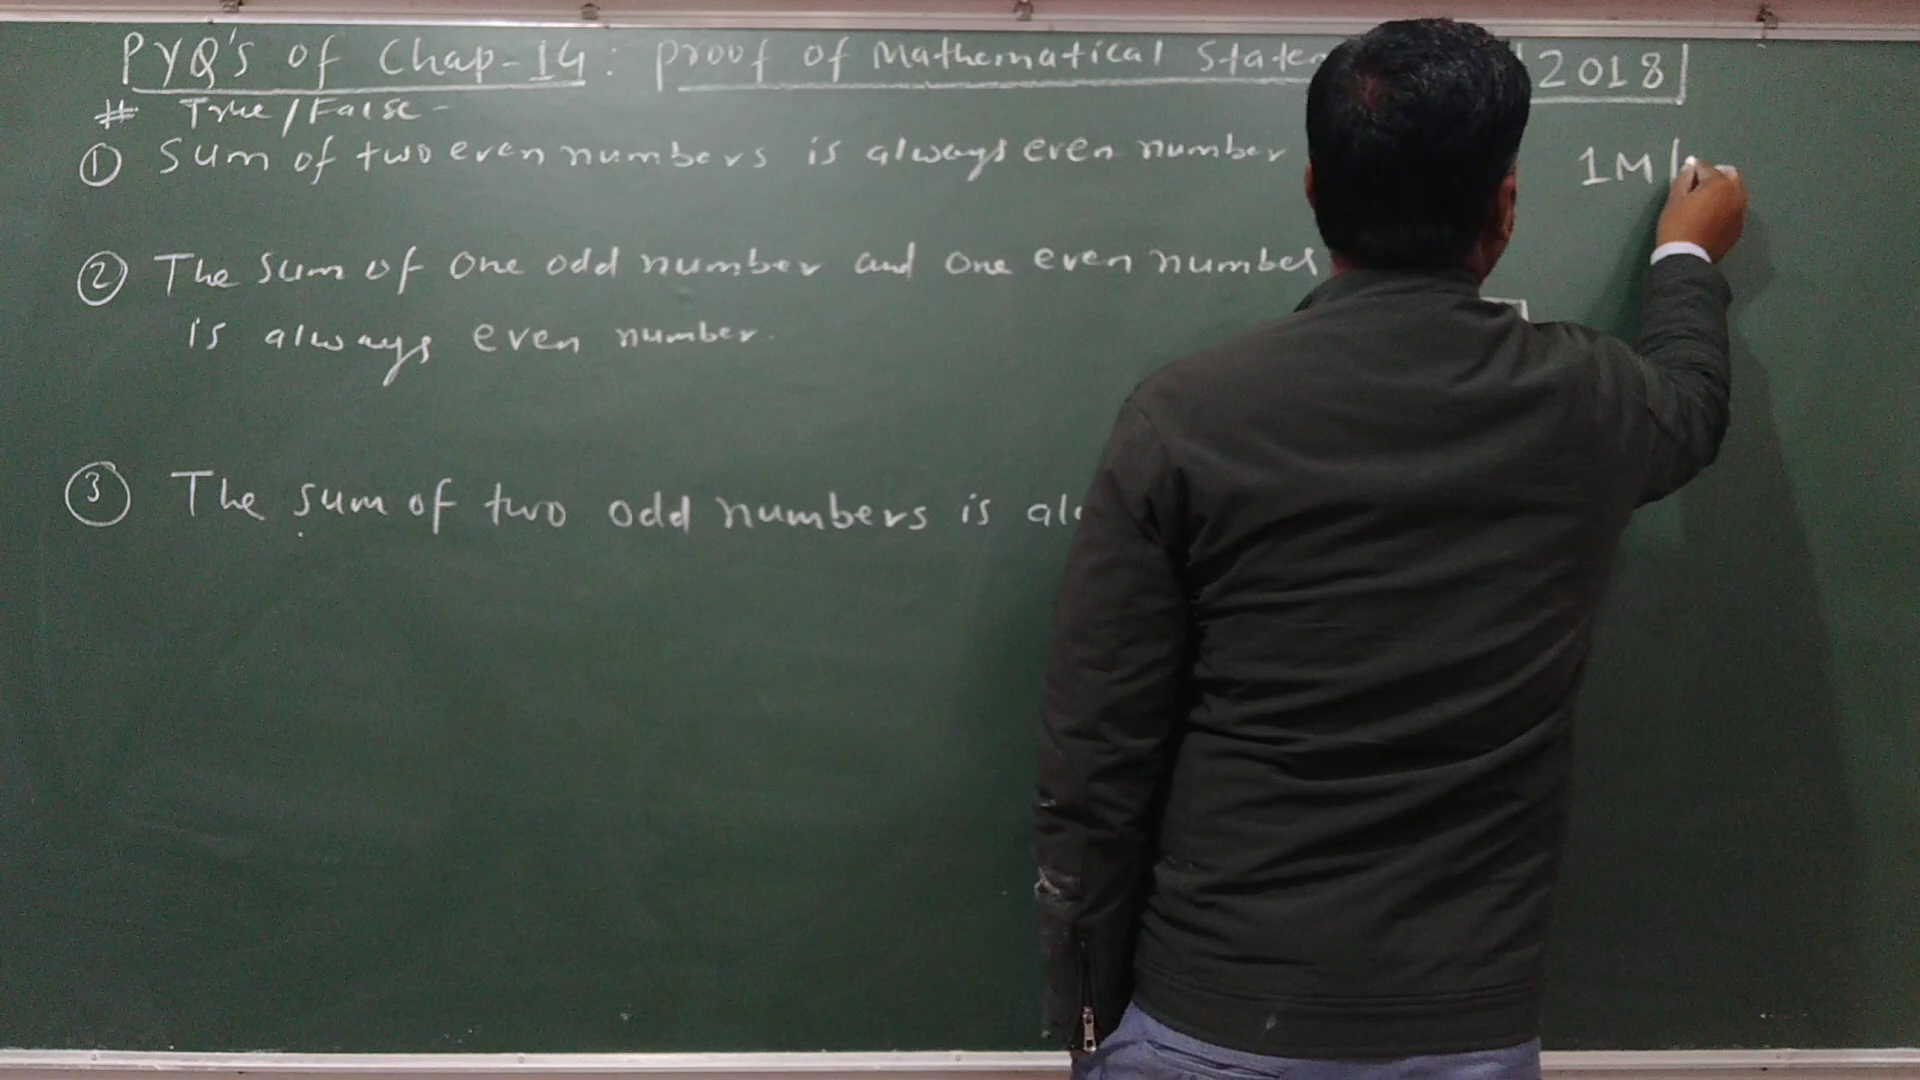 PYQ's of Chap-14: Proof of Mathematical 2018
# True/False-
① Sum of two even numbers is always even number 1M/
② The sum of one odd number and one even number
is always even number.
③ The sum of two odd numbers is